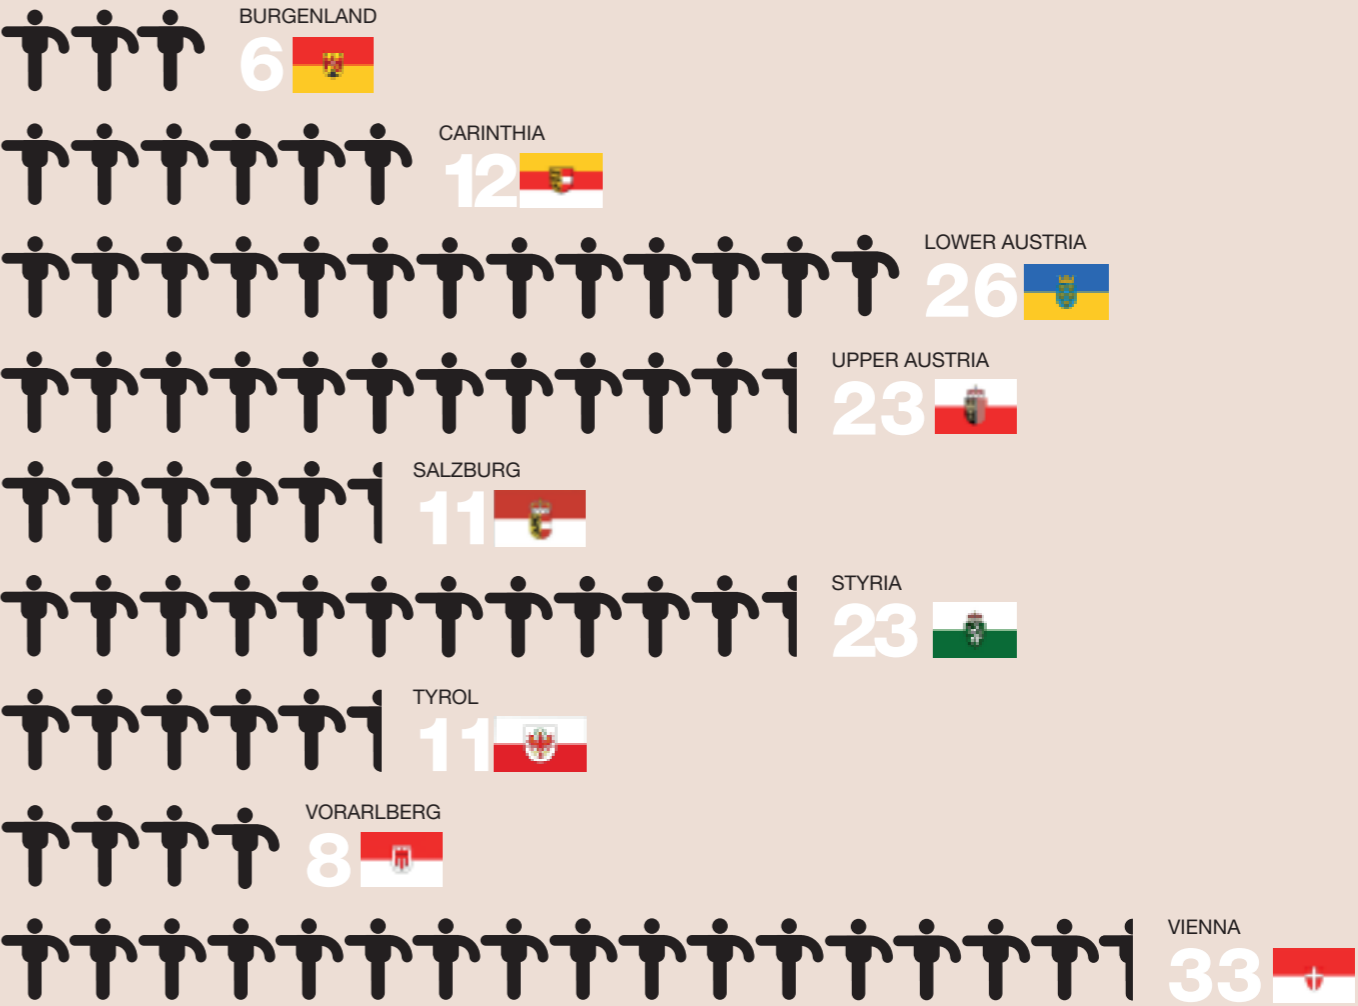 BURGENLAND
6
CARINTHIA
12
LOWER AUSTRIA
26
UPPER AUSTRIA
23
SALZBURG
11
STYRIA
23
TYROL
11
VORARLBERG
8
VIENNA
33